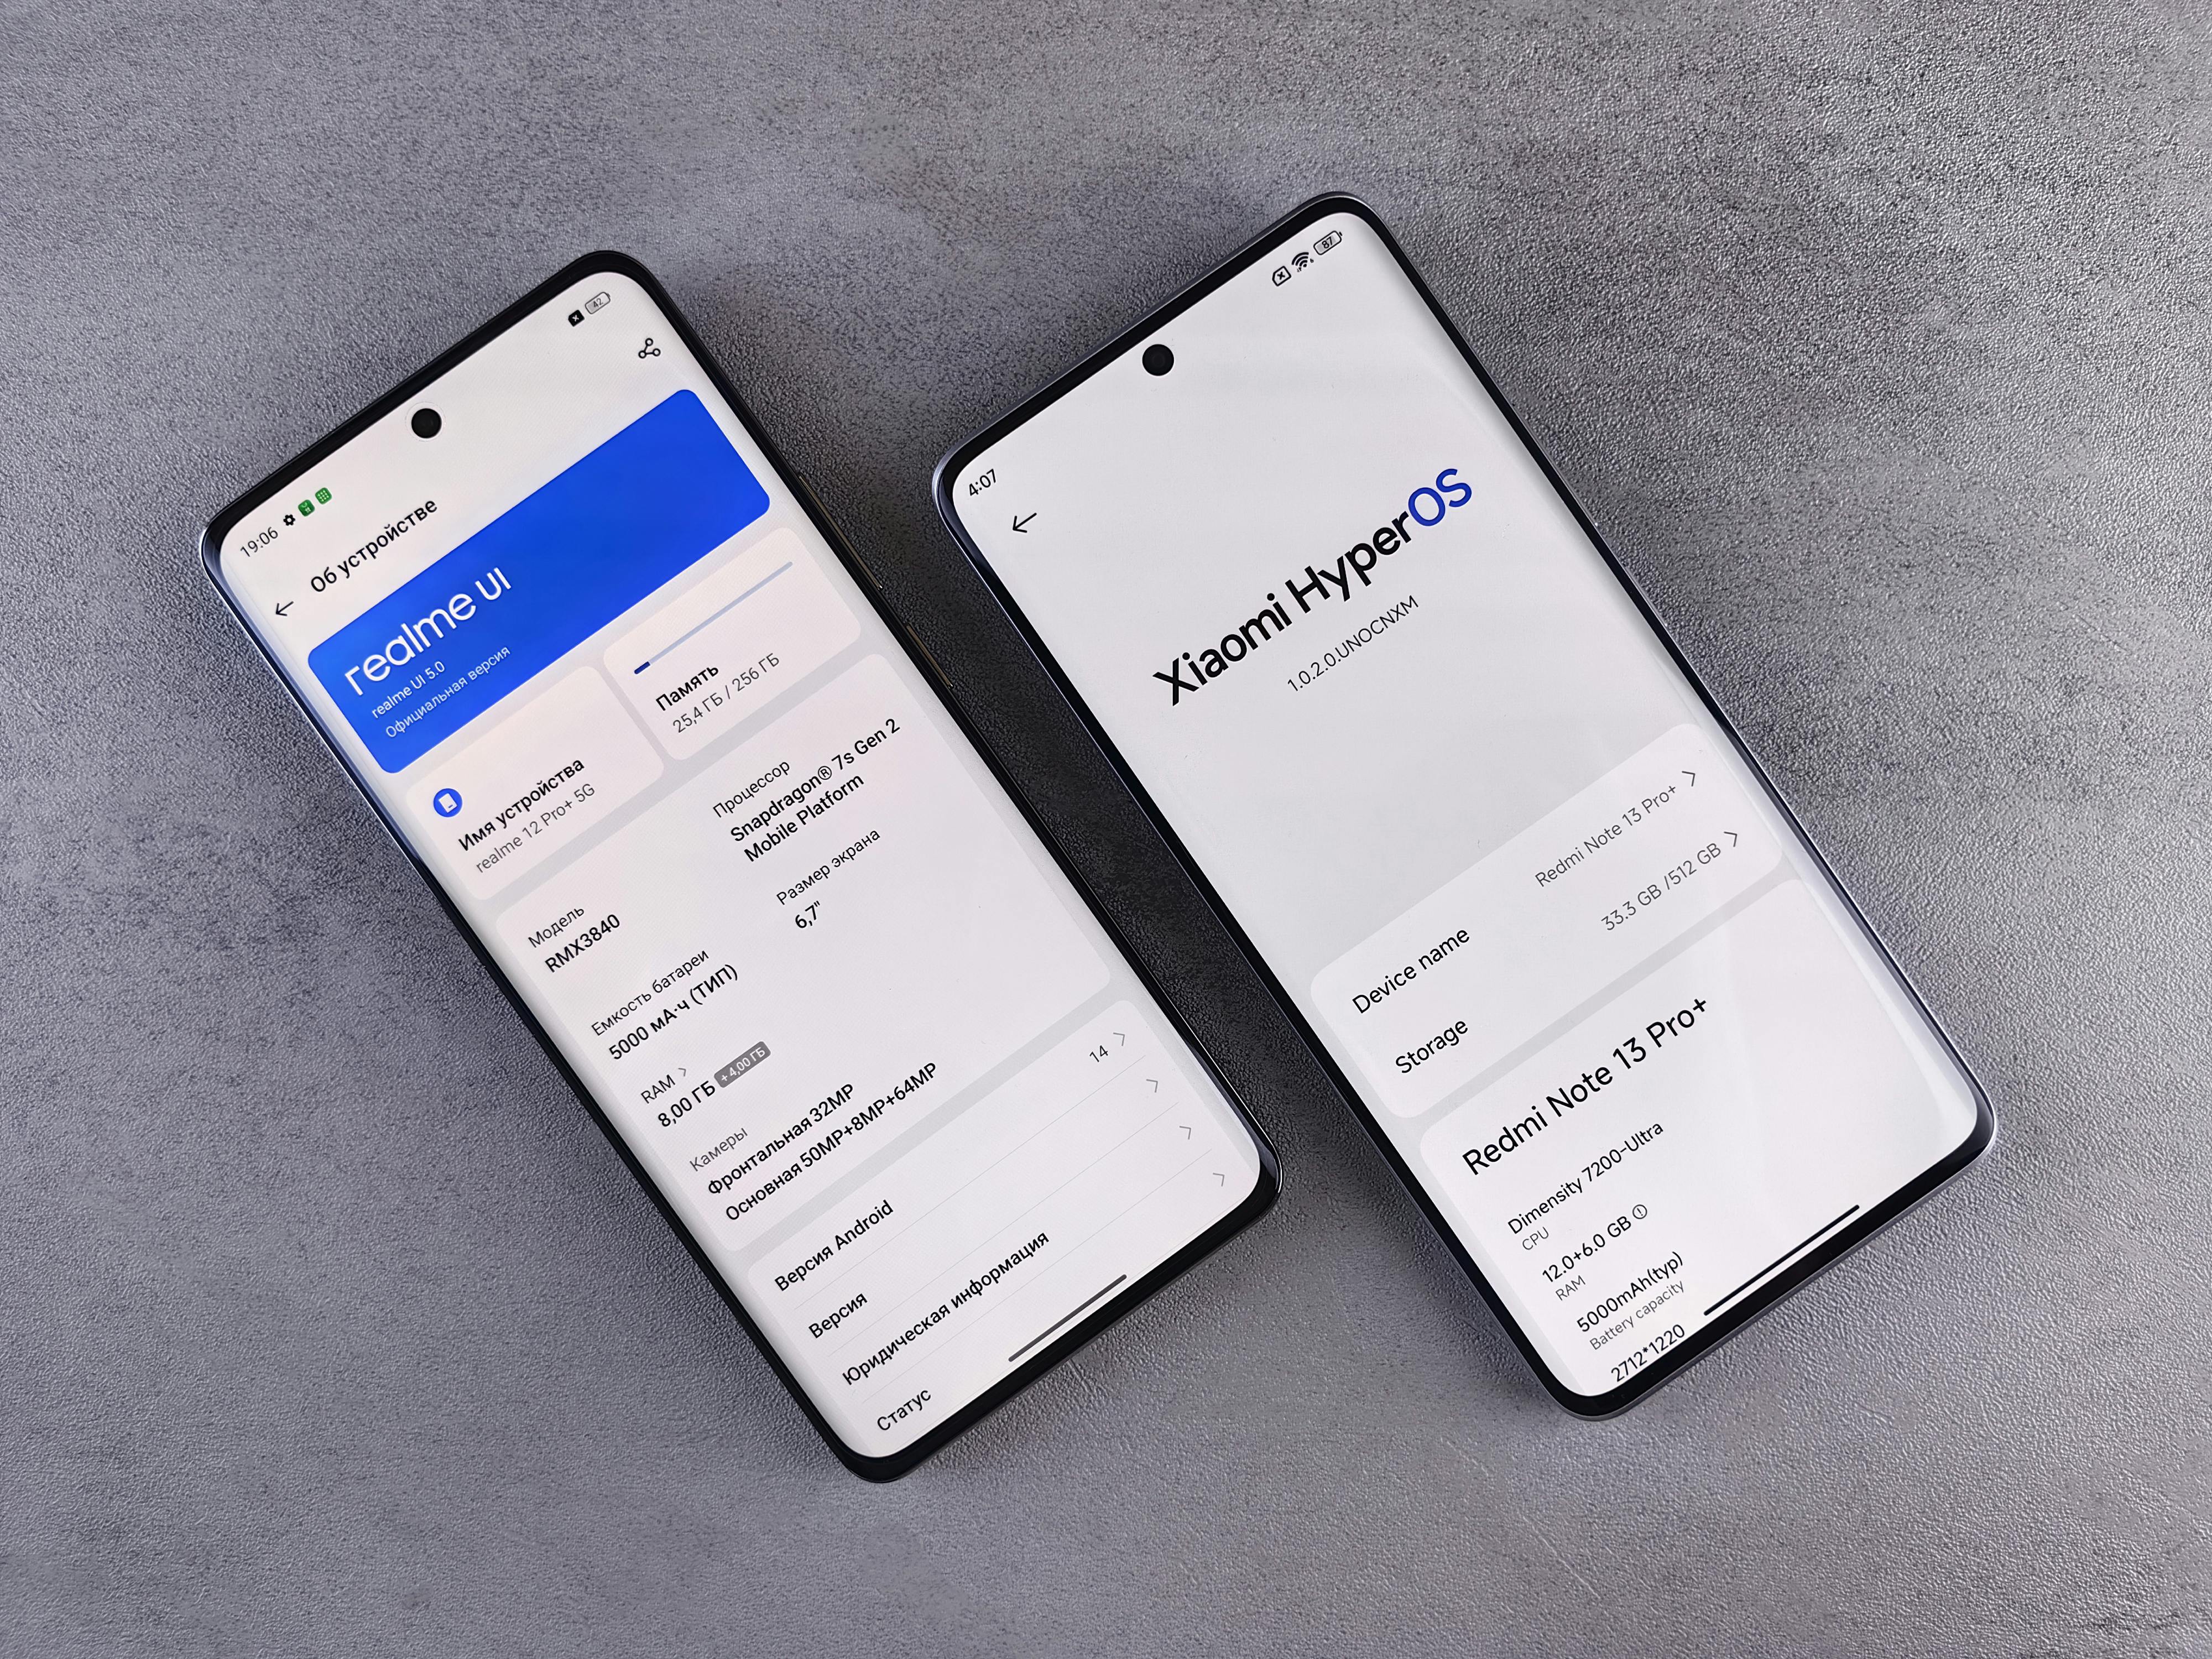 19:06
42
Об устройстве
realme UI
realme UI 5.0
Официальная версия
Имя устройства
realme 12 Pro+ 5G
Память
25,4 ГБ / 256 ГБ
Модель
RMX3840
Процессор
Snapdragon® 7s Gen 2
Mobile Platform
Емкость батареи
5000 мА·ч (ТИП)
Размер экрана
6,7"
RAM
8,00 ГБ + 4,00 ГБ
Камеры
Фронтальная 32MP
Основная 50MP+8MP+64MP
Версия Android 14
Версия
Юридическая информация
Статус
4:07
87
Xiaomi HyperOS
1.0.2.0.UNOCNXM
Device name Redmi Note 13 Pro+
Storage 33.3 GB /512 GB
Redmi Note 13 Pro+
Dimensity 7200-Ultra
CPU
12.0+6.0 GB
RAM
5000mAh(typ)
Battery capacity
2712*1220